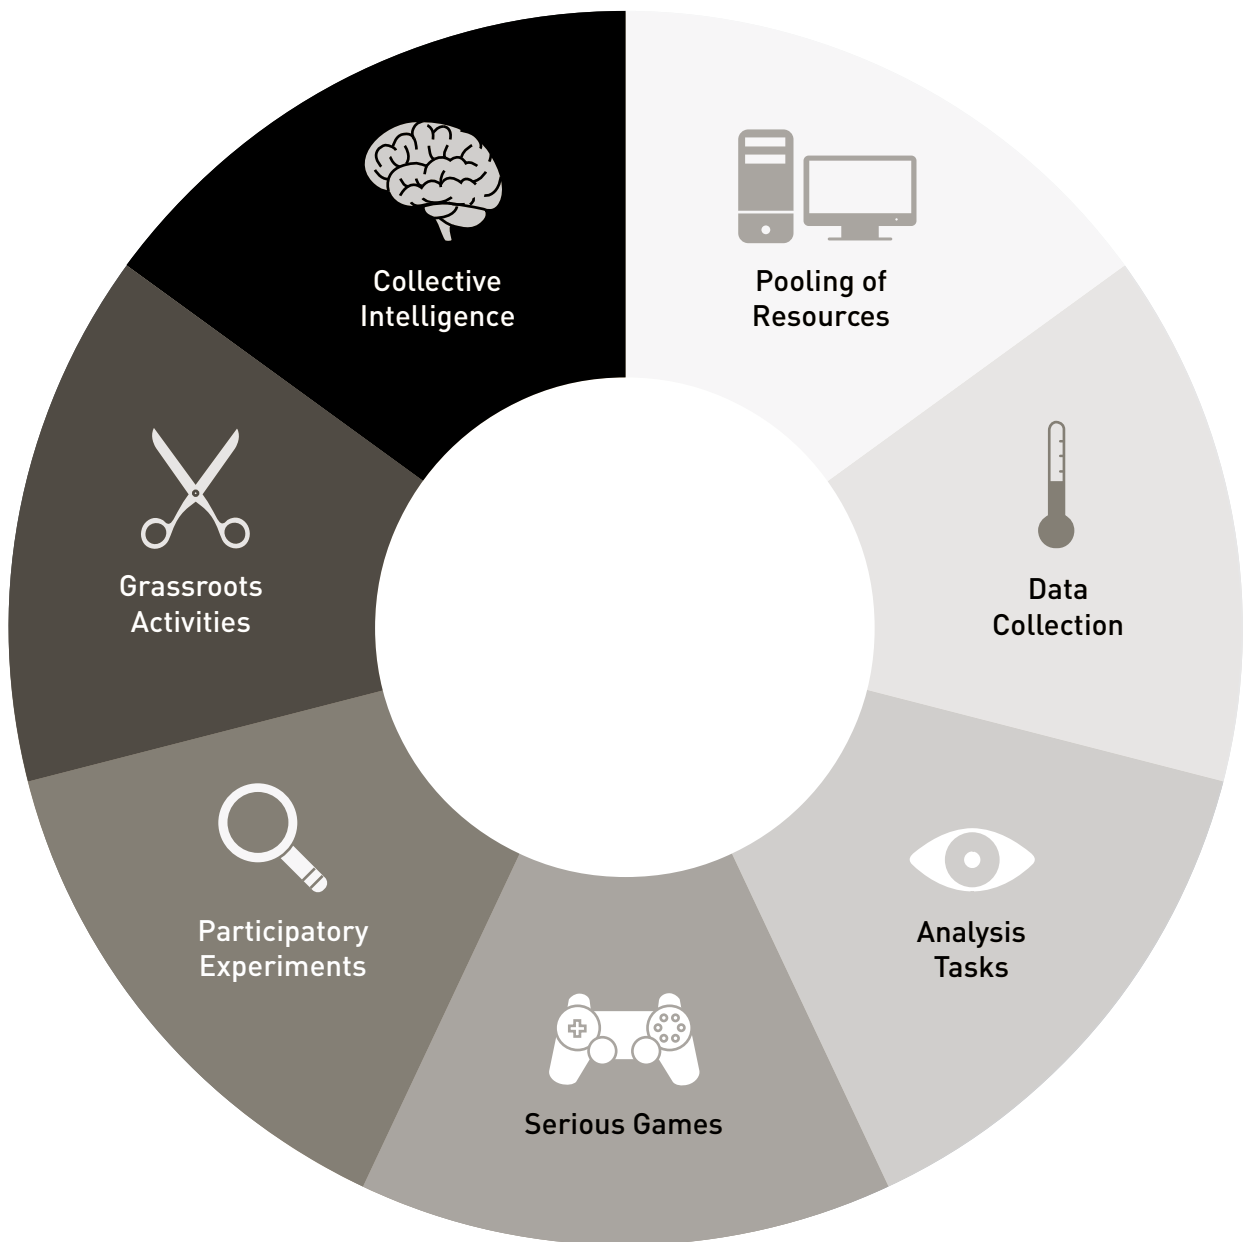 Collective
Intelligence
Pooling of
Resources
Data
Collection
Analysis
Tasks
Serious Games
Participatory
Experiments
Grassroots
Activities